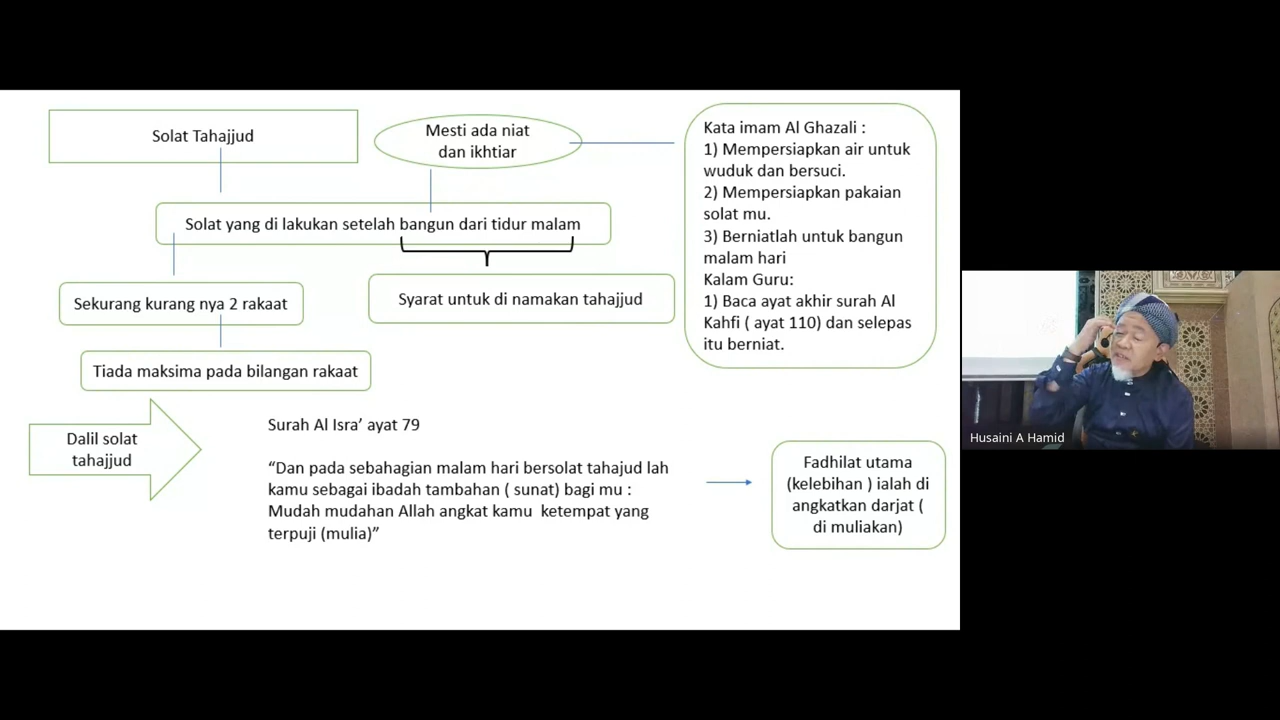 Solat Tahajjud
Mesti ada niat
dan ikhtiar
Solat yang di lakukan setelah bangun dari tidur malam
Sekurang kurang nya 2 rakaat
Syarat untuk di namakan tahajjud
Tiada maksima pada bilangan rakaat
Kata imam Al Ghazali :
1) Mempersiapkan air untuk
wuduk dan bersuci.
2) Mempersiapkan pakaian
solat mu.
3) Berniatlah untuk bangun
malam hari
Kalam Guru:
1) Baca ayat akhir surah Al
Kahfi ( ayat 110) dan selepas
itu berniat.
Dalil solat
tahajjud
Surah Al Isra’ ayat 79
“Dan pada sebahagian malam hari bersolat tahajud lah
kamu sebagai ibadah tambahan ( sunat) bagi mu :
Mudah mudahan Allah angkat kamu  ketempat yang
terpuji (mulia)”
Fadhilat utama
(kelebihan ) ialah di
angkatkan darjat (
di muliakan)
Husaini A Hamid